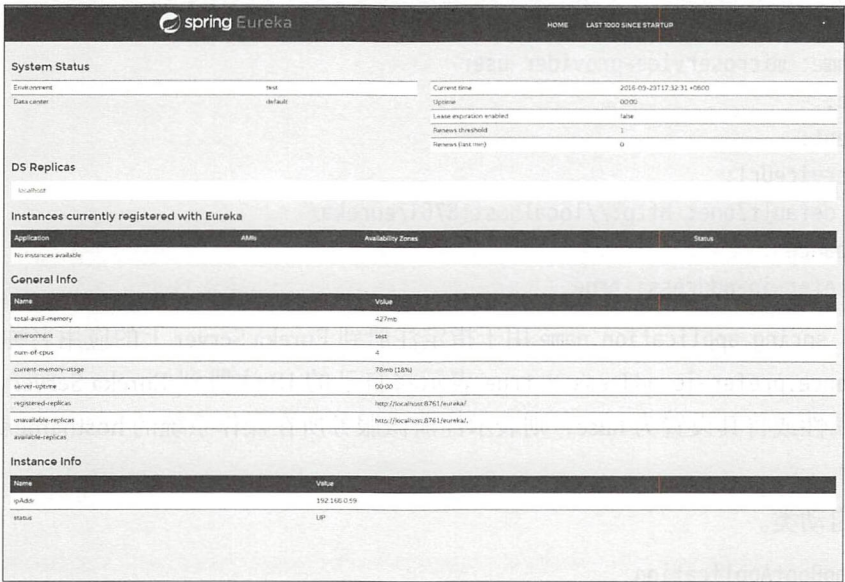 spring Eureka
HOME LAST 1000 SINCE STARTUP
System Status
Environment test
Data center default
Current time 2016-09-23T17:32:31 +0800
Uptime 00:00
Lease expiration enabled false
Renews threshold 1
Renews (last min) 0
DS Replicas
localhost
Instances currently registered with Eureka
Application AMIs Availability Zones Status
No instances available
General Info
Name Value
total-avail-memory 427mb
environment test
num-of-cpus 4
current-memory-usage 78mb (18%)
server-uptime 00:00
registered-replicas http://localhost:8761/eureka/
unavailable-replicas http://localhost:8761/eureka/,
available-replicas
Instance Info
Name Value
ipAddr 192.168.0.59
status UP